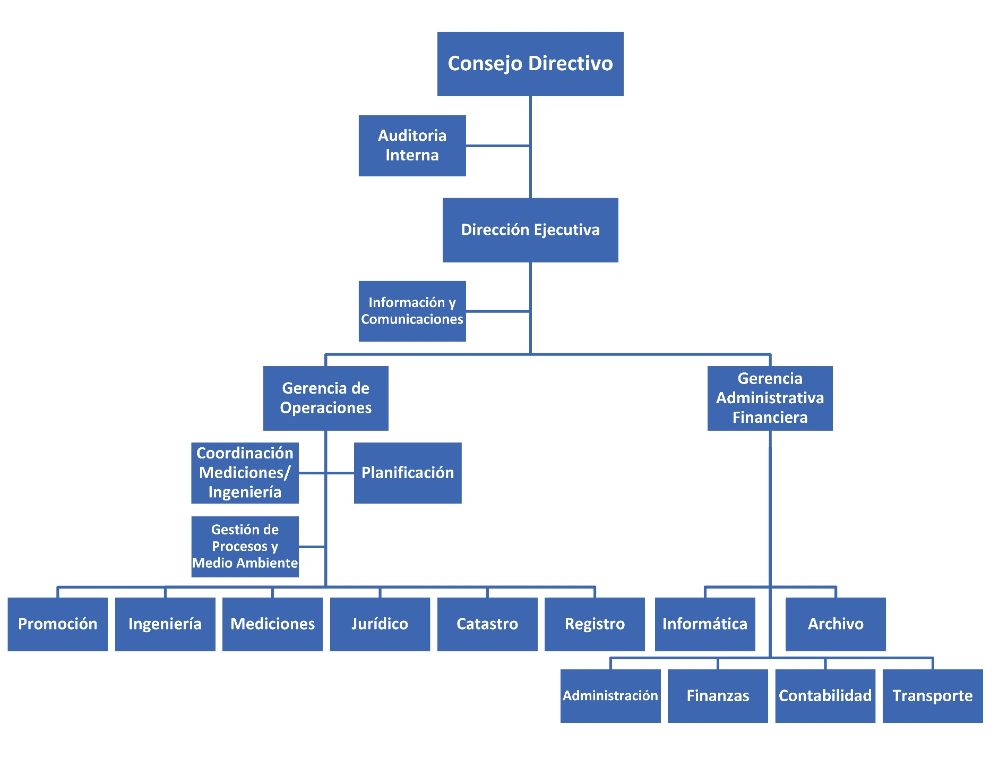 Consejo Directivo
Auditoria
Interna
Dirección Ejecutiva
Información y
Comunicaciones
Gerencia de
Operaciones
Gerencia
Administrativa
Financiera
Coordinación
Mediciones/
Ingeniería
Planificación
Gestión de
Procesos y
Medio Ambiente
Promoción
Ingeniería
Mediciones
Jurídico
Catastro
Registro
Informática
Archivo
Administración
Finanzas
Contabilidad
Transporte